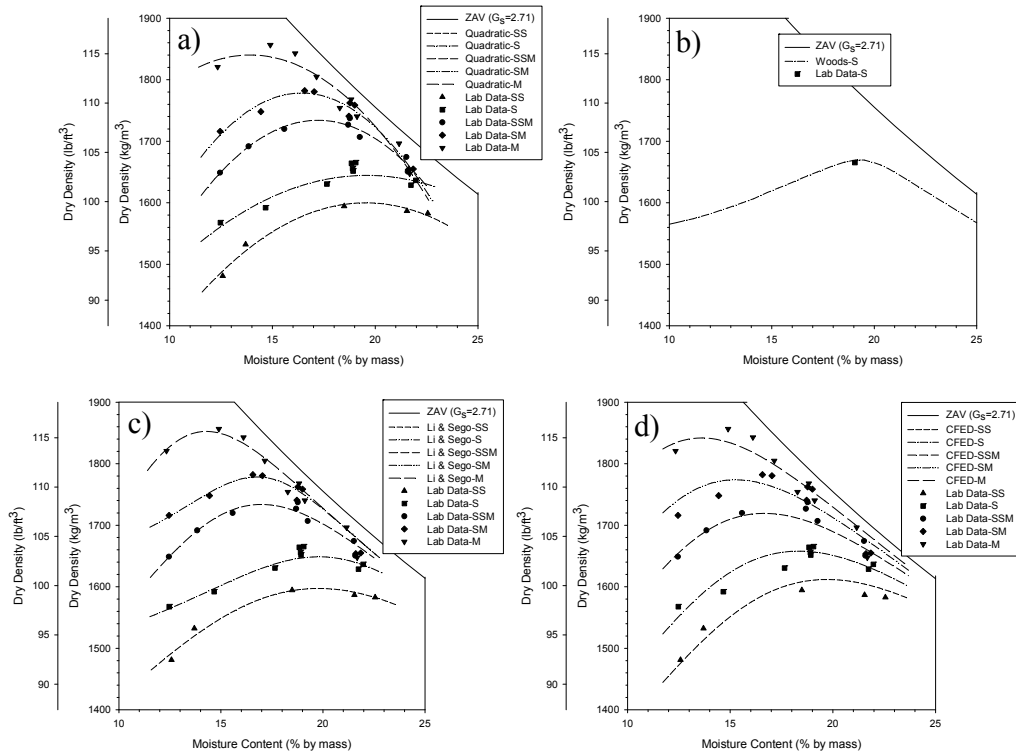 a)
Dry Density (lb/ft³)
115
110
105
100
95
90
Dry Density (kg/m³)
1900
1800
1700
1600
1500
1400
10 15 20 25
Moisture Content (% by mass)
ZAV (GS=2.71)
Quadratic-SS
Quadratic-S
Quadratic-SSM
Quadratic-SM
Quadratic-M
Lab Data-SS
Lab Data-S
Lab Data-SSM
Lab Data-SM
Lab Data-M
b)
Dry Density (lb/ft³)
115
110
105
100
95
90
Dry Density (kg/m³)
1900
1800
1700
1600
1500
1400
10 15 20 25
Moisture Content (% by mass)
ZAV (GS=2.71)
Woods-S
Lab Data-S
c)
Dry Density (lb/ft³)
115
110
105
100
95
90
Dry Density (kg/m³)
1900
1800
1700
1600
1500
1400
10 15 20 25
Moisture Content (% by mass)
ZAV (GS=2.71)
Li & Sego-SS
Li & Sego-S
Li & Sego-SSM
Li & Sego-SM
Li & Sego-M
Lab Data-SS
Lab Data-S
Lab Data-SSM
Lab Data-SM
Lab Data-M
d)
Dry Density (lb/ft³)
115
110
105
100
95
90
Dry Density (kg/m³)
1900
1800
1700
1600
1500
1400
10 15 20 25
Moisture Content (% by mass)
ZAV (GS=2.71)
CFED-SS
CFED-S
CFED-SSM
CFED-SM
CFED-M
Lab Data-SS
Lab Data-S
Lab Data-SSM
Lab Data-SM
Lab Data-M